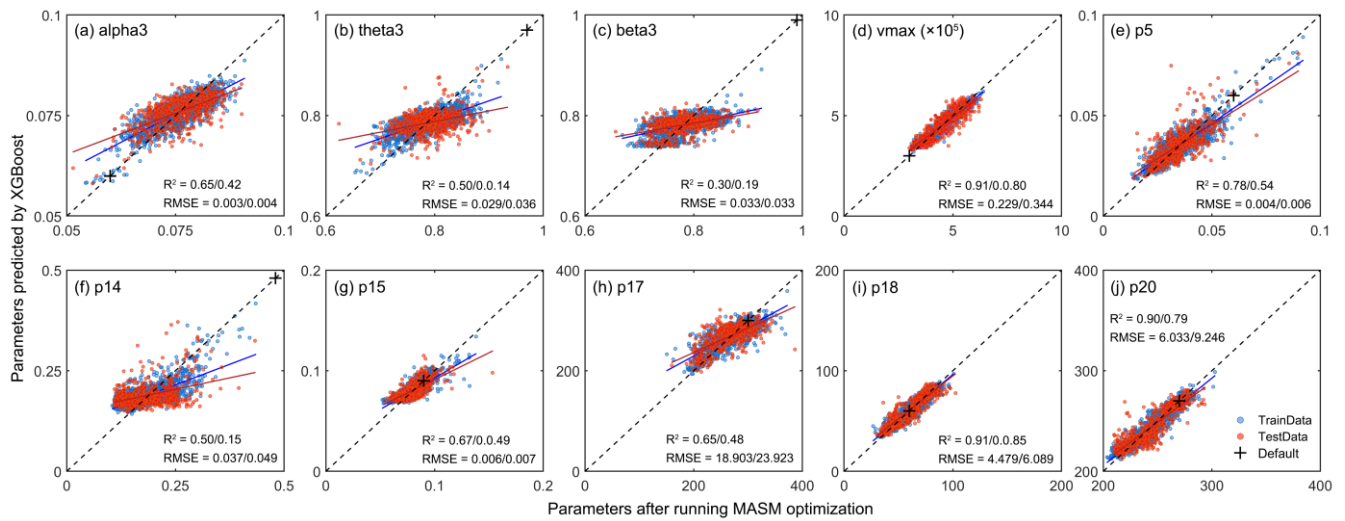 Parameters predicted by XGBoost
(a) alpha3
0.1
0.075
0.05
0.05
0.075
0.1
R² = 0.65/0.42
RMSE = 0.003/0.004
(b) theta3
1
0.8
0.6
0.6
0.8
1
R² = 0.50/0.0.14
RMSE = 0.029/0.036
(c) beta3
1
0.8
0.6
0.6
0.8
1
R² = 0.30/0.19
RMSE = 0.033/0.033
(d) vmax (×10⁵)
10
5
0
0
5
10
R² = 0.91/0.0.80
RMSE = 0.229/0.344
(e) p5
0.1
0.05
0
0
0.05
0.1
R² = 0.78/0.54
RMSE = 0.004/0.006
(f) p14
0.5
0.25
0
0
0.25
0.5
R² = 0.50/0.15
RMSE = 0.037/0.049
(g) p15
0.2
0.1
0
0
0.1
0.2
R² = 0.67/0.0.49
RMSE = 0.006/0.007
(h) p17
400
200
0
0
200
400
R² = 0.65/0.48
RMSE = 18.903/23.923
(i) p18
200
100
0
0
100
200
R² = 0.91/0.0.85
RMSE = 4.479/6.089
(j) p20
400
300
200
200
300
400
R² = 0.90/0.79
RMSE = 6.033/9.246
TrainData
TestData
Default
Parameters after running MASM optimization